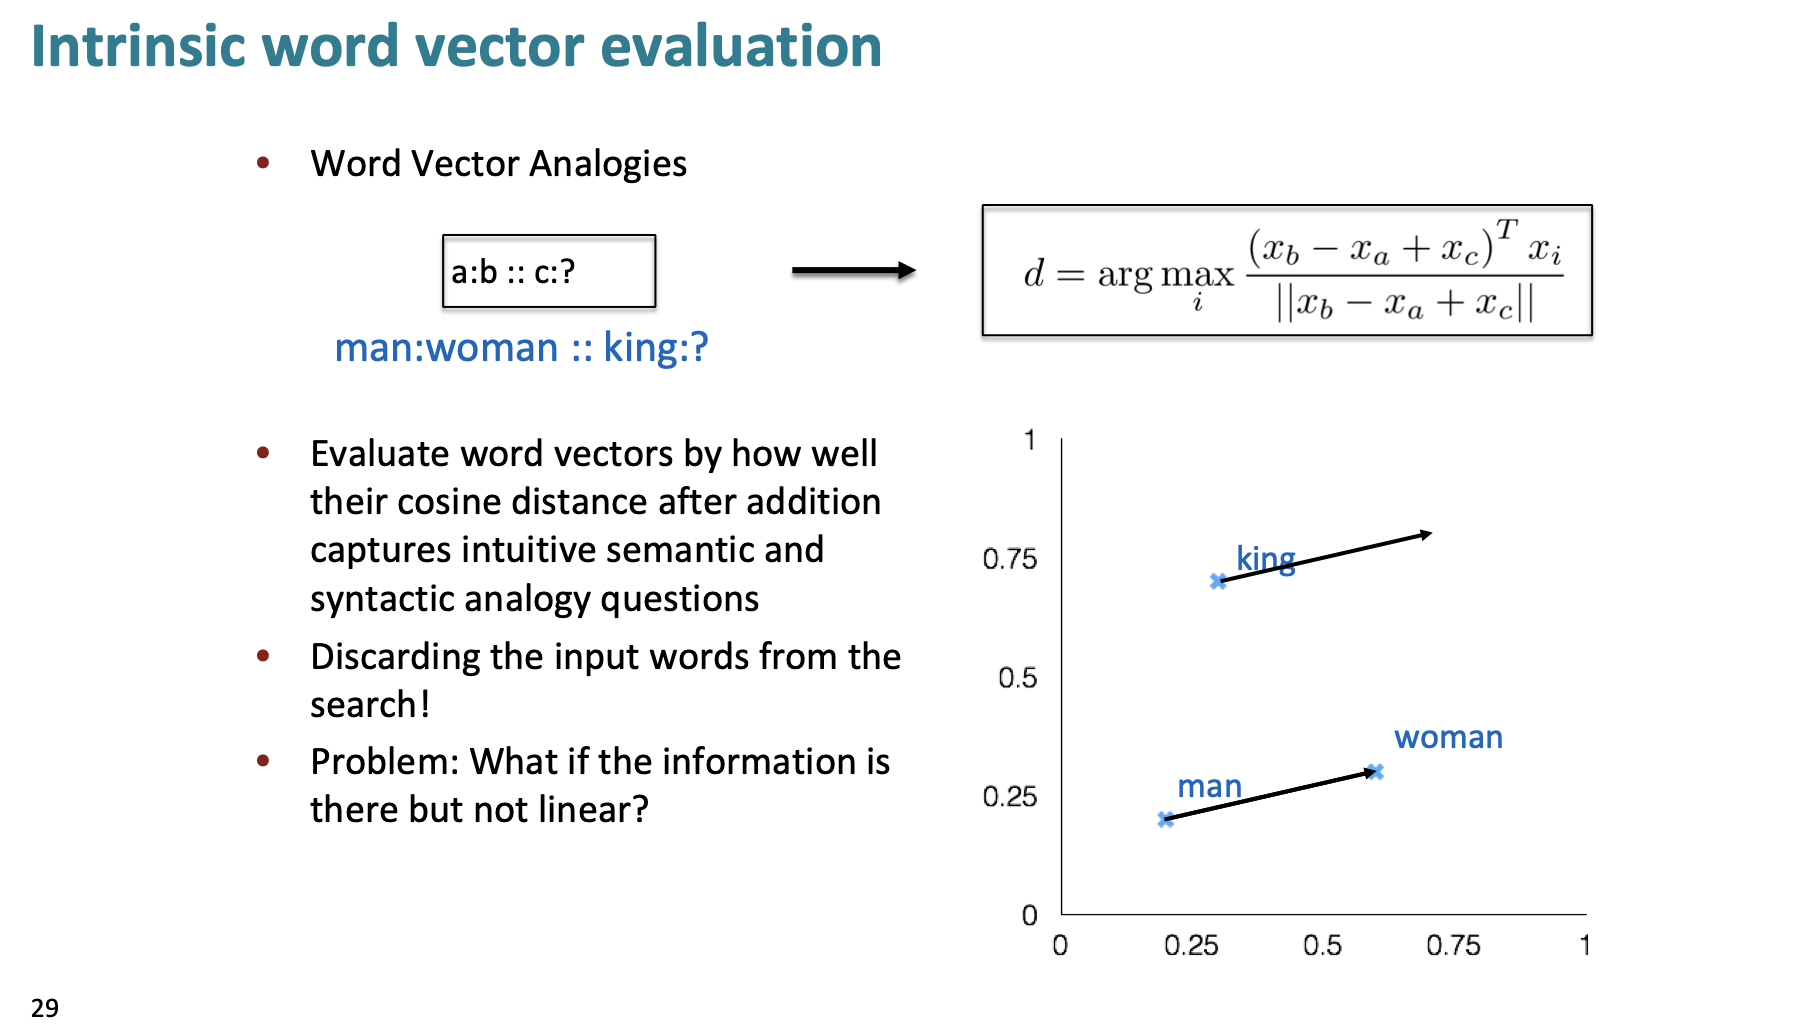 Intrinsic word vector evaluation
• Word Vector Analogies
a:b :: c:?
man:woman :: king:?
d = arg max_i (x_b − x_a + x_c)^T x_i / ||x_b − x_a + x_c||
• Evaluate word vectors by how well
their cosine distance after addition
captures intuitive semantic and
syntactic analogy questions
• Discarding the input words from the
search!
• Problem: What if the information is
there but not linear?
1
0.75
0.5
0.25
0
king
woman
man
0 0.25 0.5 0.75 1
29